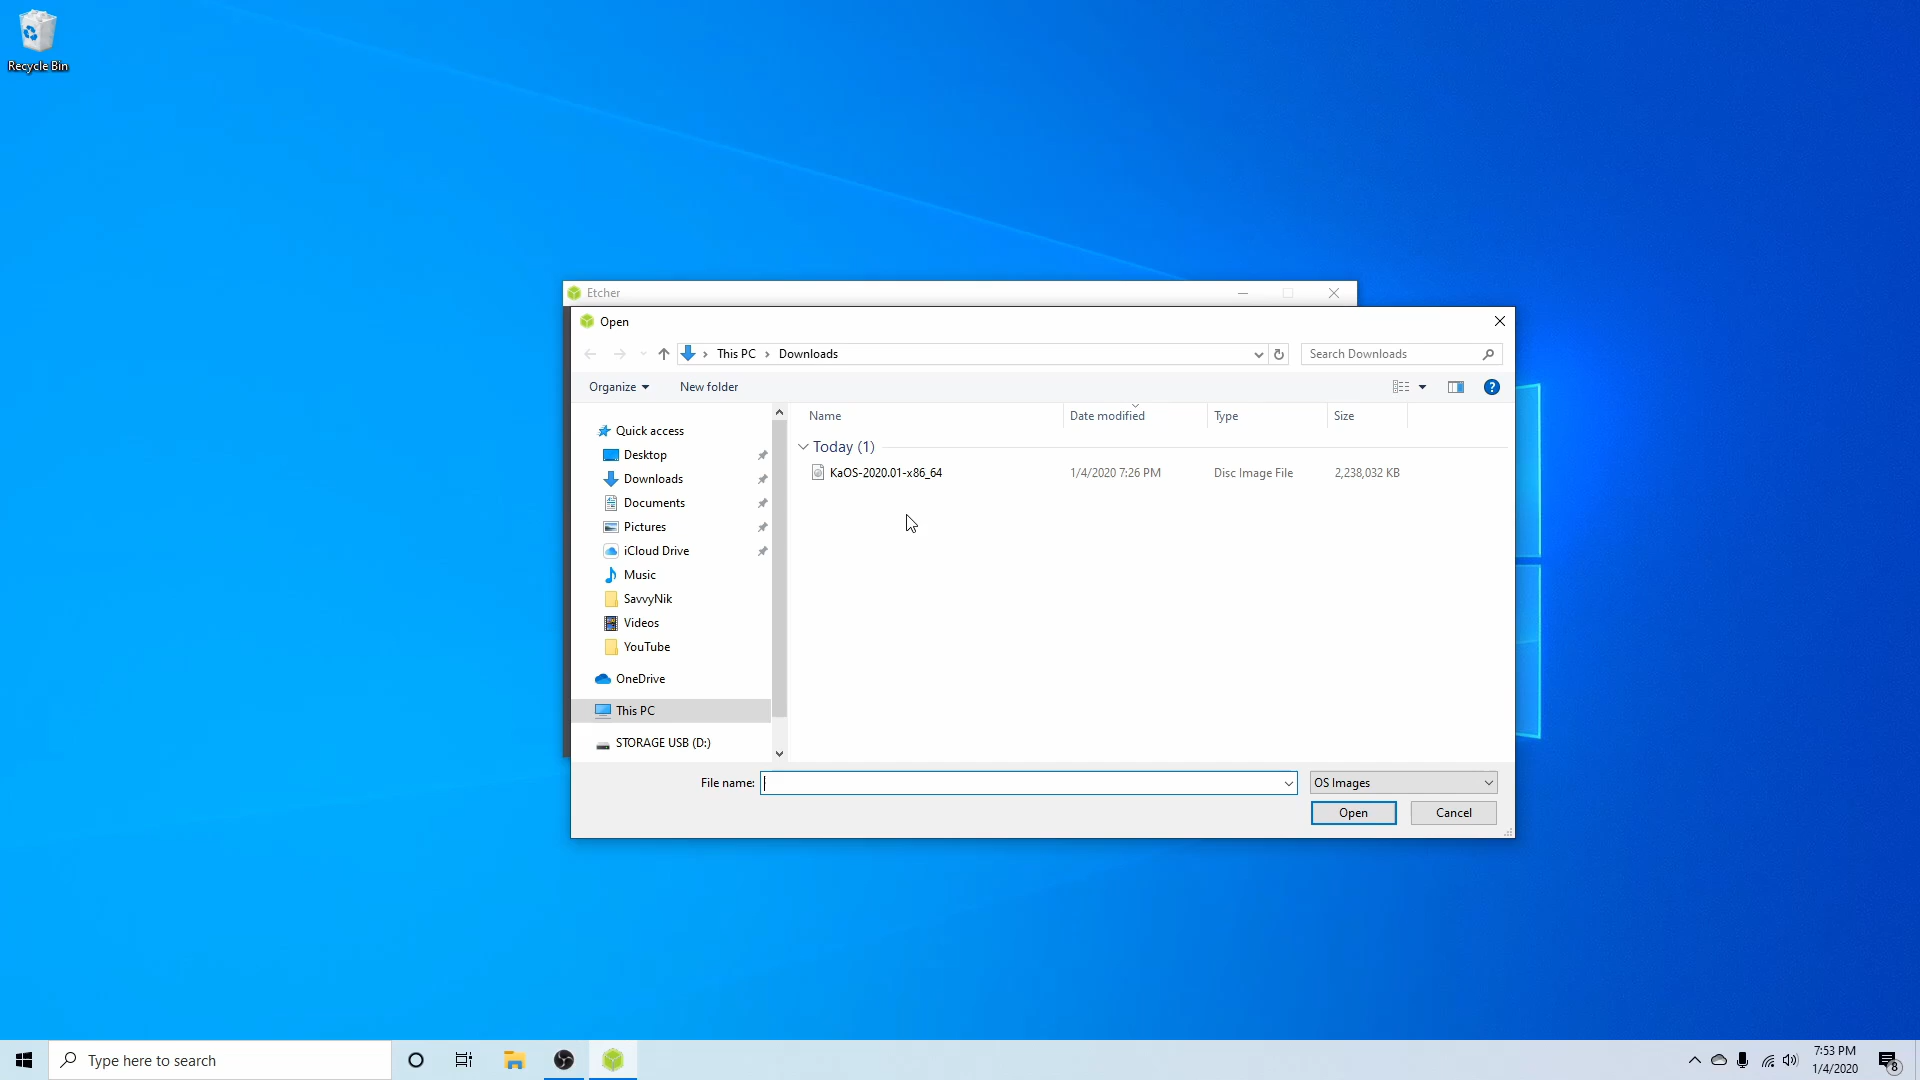 Recycle Bin
Etcher
Open
This PC Downloads
Search Downloads
Organize
New folder
Name Date modified Type Size
Quick access
Desktop
Downloads
Documents
Pictures
iCloud Drive
Music
SavvyNik
Videos
YouTube
OneDrive
This PC
STORAGE USB (D:)
Today (1)
KaOS-2020.01-x86_64 1/4/2020 7:26 PM Disc Image File 2,238,032 KB
File name:
OS Images
Open
Cancel
Type here to search
7:53 PM
1/4/2020
8